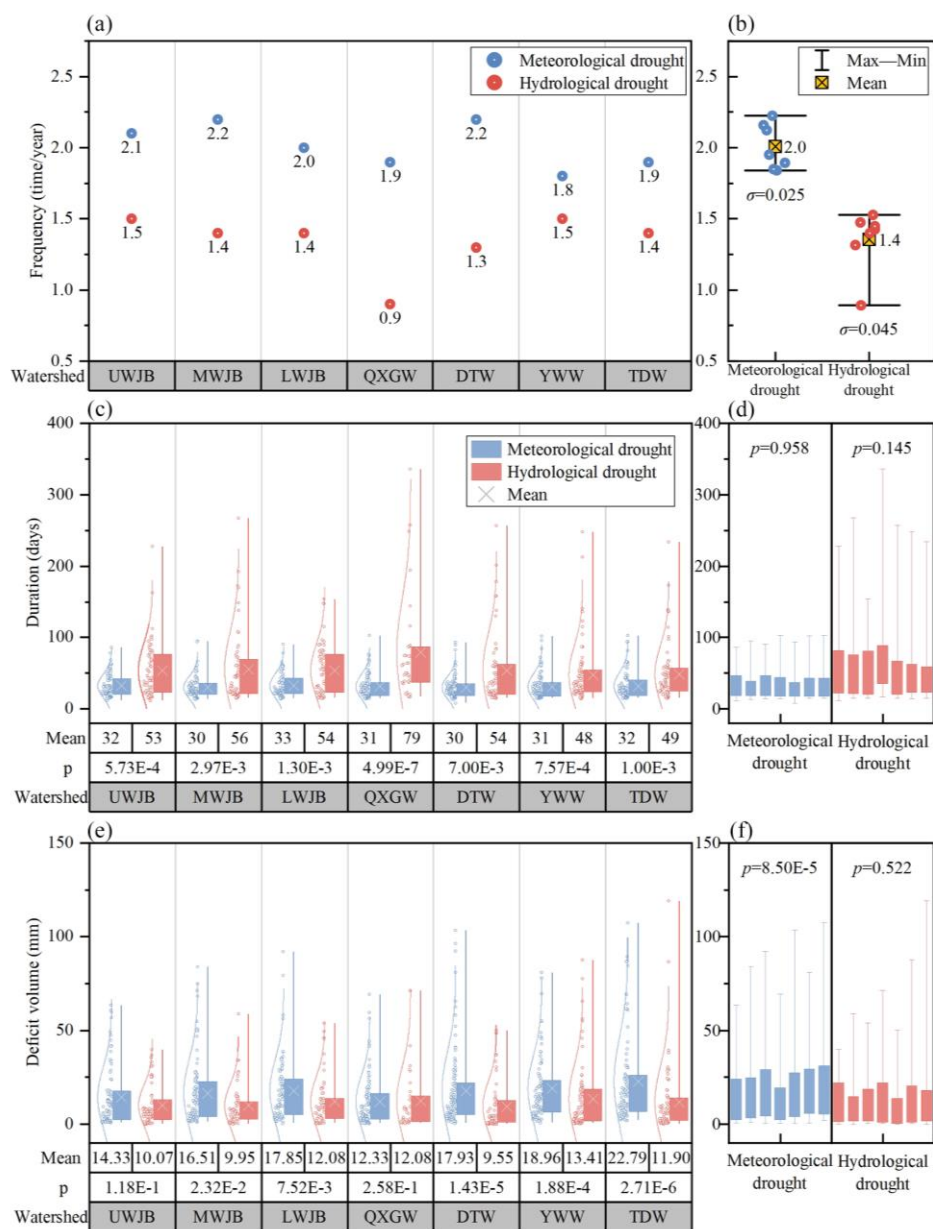 (a)
(b)
Frequency (time/year)
2.5
2.0
1.5
1.0
0.5
Meteorological drought
Hydrological drought
2.1
2.2
2.0
1.9
2.2
1.8
1.9
1.5
1.4
1.4
0.9
1.3
1.5
1.4
Watershed UWJB MWJB LWJB QXGW DTW YWW TDW
2.5
2.0
1.5
1.0
0.5
Max—Min
Mean
2.0
σ=0.025
1.4
σ=0.045
Meteorological Hydrological
drought drought
(c)
(d)
Duration (days)
400
300
200
100
0
Meteorological drought
Hydrological drought
Mean
Mean 32 53 30 56 33 54 31 79 30 54 31 48 32 49
p 5.73E-4 2.97E-3 1.30E-3 4.99E-7 7.00E-3 7.57E-4 1.00E-3
Watershed UWJB MWJB LWJB QXGW DTW YWW TDW
400
300
200
100
0
p=0.958
p=0.145
Meteorological Hydrological
drought drought
(e)
(f)
Deficit volume (mm)
150
100
50
0
Mean 14.33 10.07 16.51 9.95 17.85 12.08 12.33 12.08 17.93 9.55 18.96 13.41 22.79 11.90
p 1.18E-1 2.32E-2 7.52E-3 2.58E-1 1.43E-5 1.88E-4 2.71E-6
Watershed UWJB MWJB LWJB QXGW DTW YWW TDW
150
100
50
0
p=8.50E-5
p=0.522
Meteorological Hydrological
drought drought